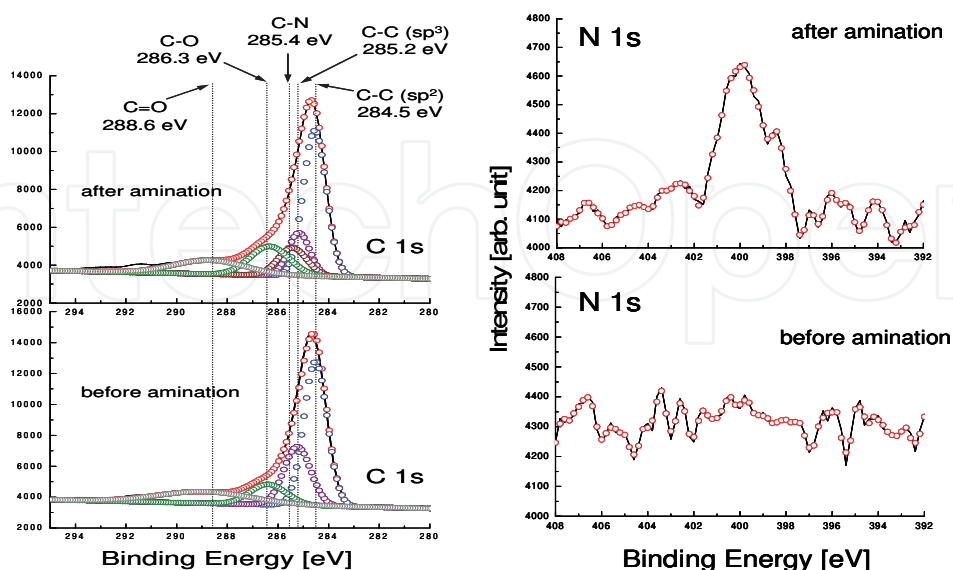 C-N
285.4 eV
C-O
286.3 eV
C-C (sp³)
285.2 eV
C=O
288.6 eV
C-C (sp²)
284.5 eV
14000
12000
10000
8000
6000
4000
2000
after amination
C 1s
294 292 290 288 286 284 282 280
16000
14000
12000
10000
8000
6000
4000
2000
before amination
C 1s
294 292 290 288 286 284 282 280
Binding Energy [eV]
Intensity [arb. unit]
4800
4700
4600
4500
4400
4300
4200
4100
4000
N 1s
after amination
408 406 404 402 400 398 396 394 392
4800
4700
4600
4500
4400
4300
4200
4100
4000
N 1s
before amination
408 406 404 402 400 398 396 394 392
Binding Energy [eV]